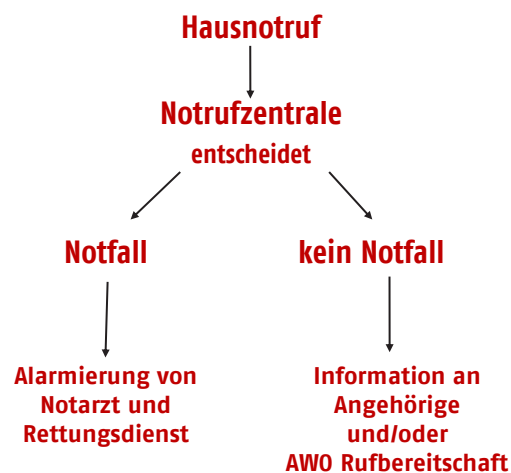 Hausnotruf
Notrufzentrale
entscheidet
Notfall
kein Notfall
Alarmierung von
Notarzt und
Rettungsdienst
Information an
Angehörige
und/oder
AWO Rufbereitschaft